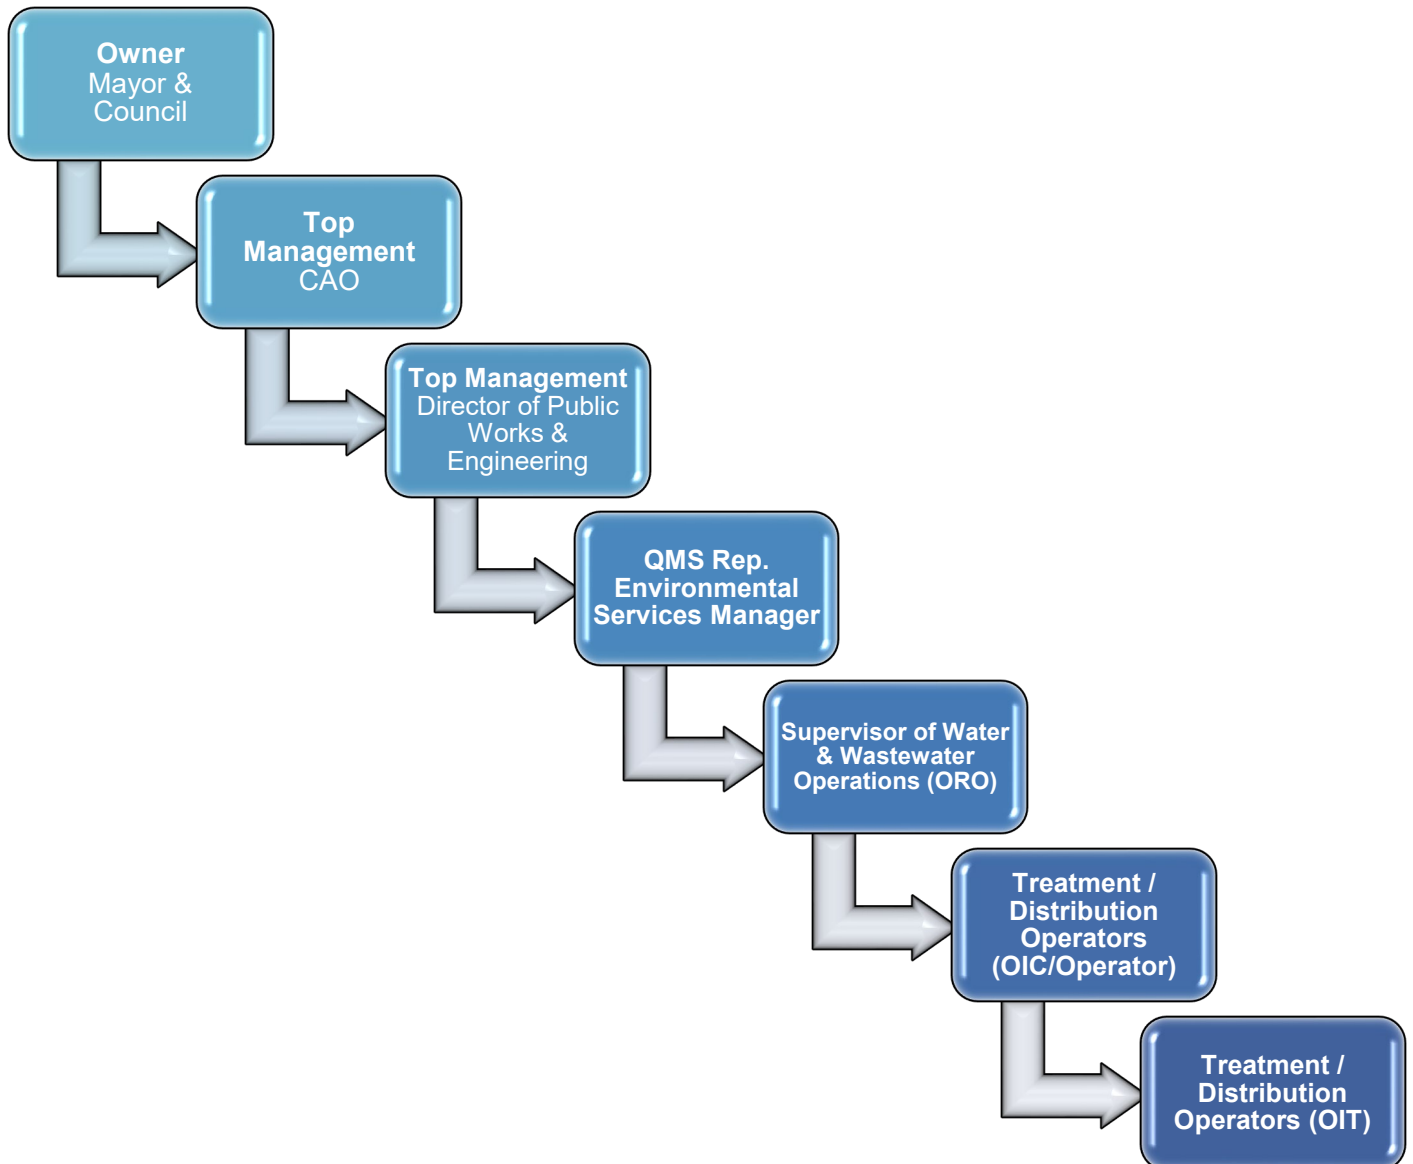 Owner
Mayor &
Council
Top
Management
CAO
Top Management
Director of Public
Works &
Engineering
QMS Rep.
Environmental
Services Manager
Supervisor of Water
& Wastewater
Operations (ORO)
Treatment /
Distribution
Operators
(OIC/Operator)
Treatment /
Distribution
Operators (OIT)